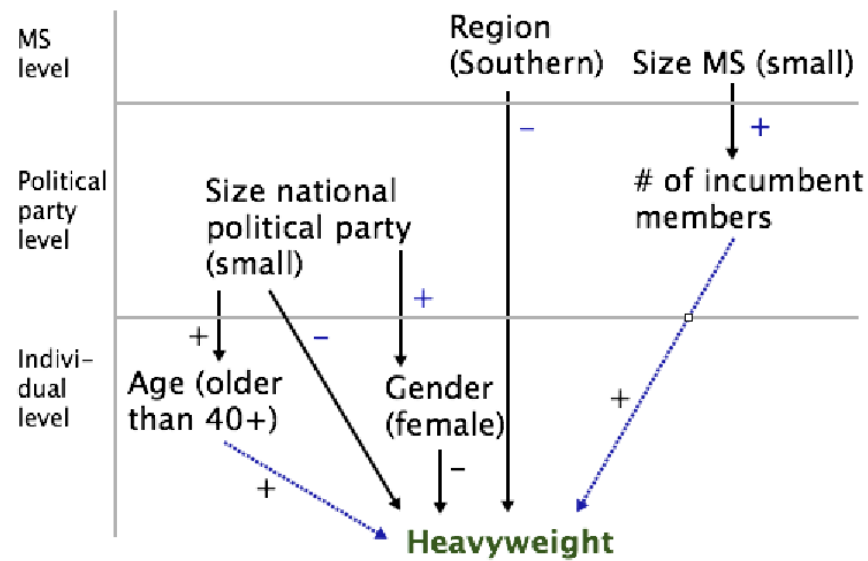 MS
level
Region
(Southern)
Size MS (small)
–
+
Political
party
level
Size national
political party
(small)
# of incumbent
members
+
+
–
Indivi-
dual
level
Age (older
than 40+)
Gender
(female)
+
+
–
Heavyweight